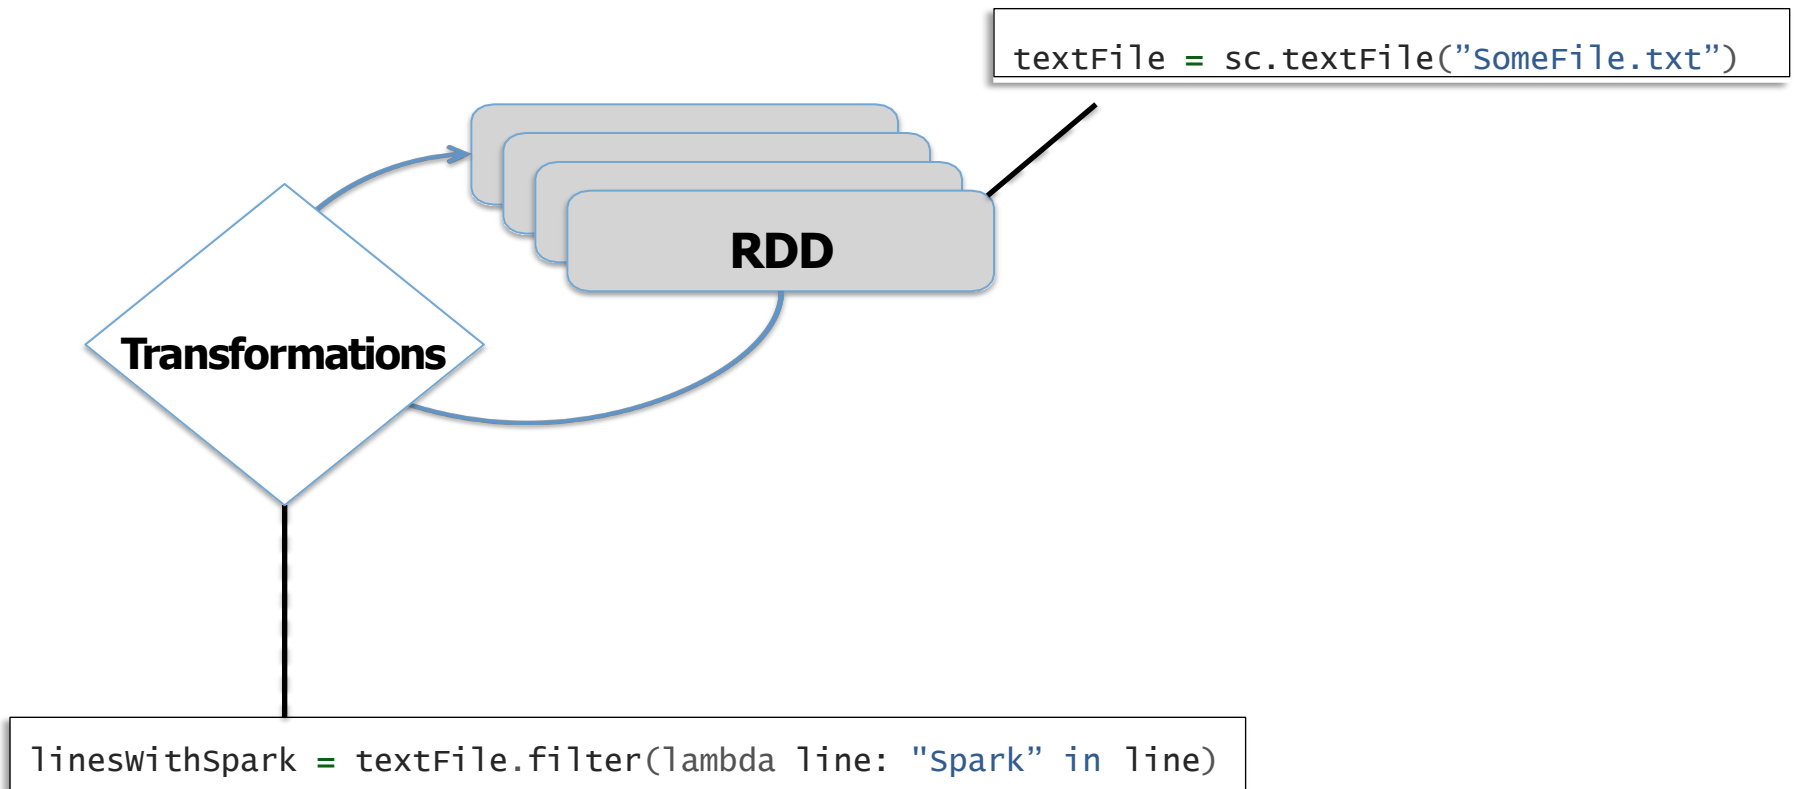 textFile = sc.textFile(”SomeFile.txt”)
RDD
Transformations
linesWithSpark = textFile.filter(lambda line: "Spark” in line)